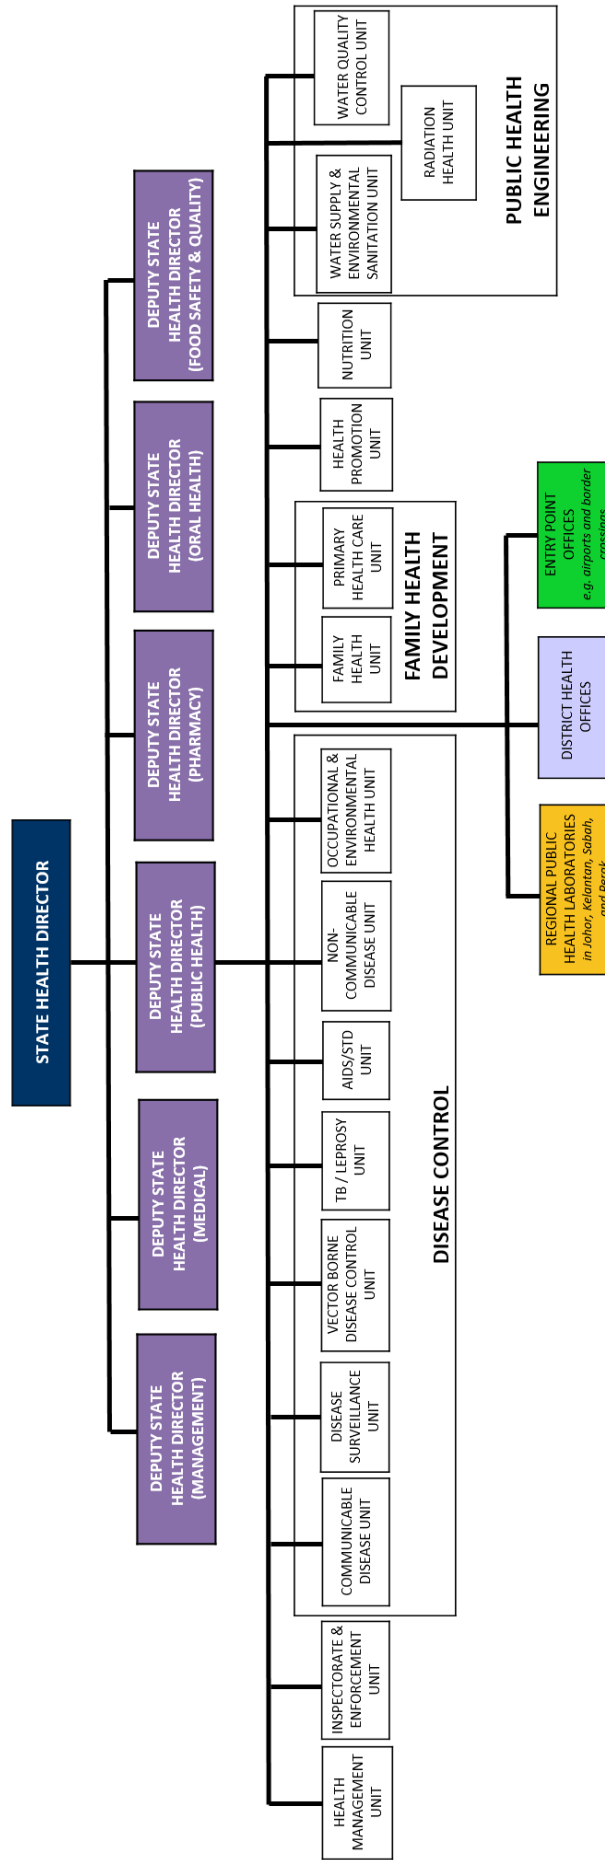 STATE HEALTH DIRECTOR
DEPUTY STATE
HEALTH DIRECTOR
(MANAGEMENT)
DEPUTY STATE
HEALTH DIRECTOR
(MEDICAL)
DEPUTY STATE
HEALTH DIRECTOR
(PUBLIC HEALTH)
DEPUTY STATE
HEALTH DIRECTOR
(PHARMACY)
DEPUTY STATE
HEALTH DIRECTOR
(ORAL HEALTH)
DEPUTY STATE
HEALTH DIRECTOR
(FOOD SAFETY & QUALITY)
HEALTH
MANAGEMENT
UNIT
INSPECTORATE &
ENFORCEMENT
UNIT
COMMUNICABLE
DISEASE UNIT
DISEASE
SURVEILLANCE
UNIT
VECTOR BORNE
DISEASE CONTROL
UNIT
TB / LEPROSY
UNIT
AIDS/STD
UNIT
NON-
COMMUNICABLE
DISEASE UNIT
OCCUPATIONAL &
ENVIRONMENTAL
HEALTH UNIT
DISEASE CONTROL
FAMILY
HEALTH
UNIT
PRIMARY
HEALTH CARE
UNIT
FAMILY HEALTH
DEVELOPMENT
HEALTH
PROMOTION
UNIT
NUTRITION
UNIT
WATER SUPPLY &
ENVIRONMENTAL
SANITATION UNIT
RADIATION
HEALTH UNIT
WATER QUALITY
CONTROL UNIT
PUBLIC HEALTH
ENGINEERING
REGIONAL PUBLIC
HEALTH LABORATORIES
in Johor, Kelantan, Sabah,
and Perak
DISTRICT HEALTH
OFFICES
ENTRY POINT
OFFICES
e.g. airports and border
crossings